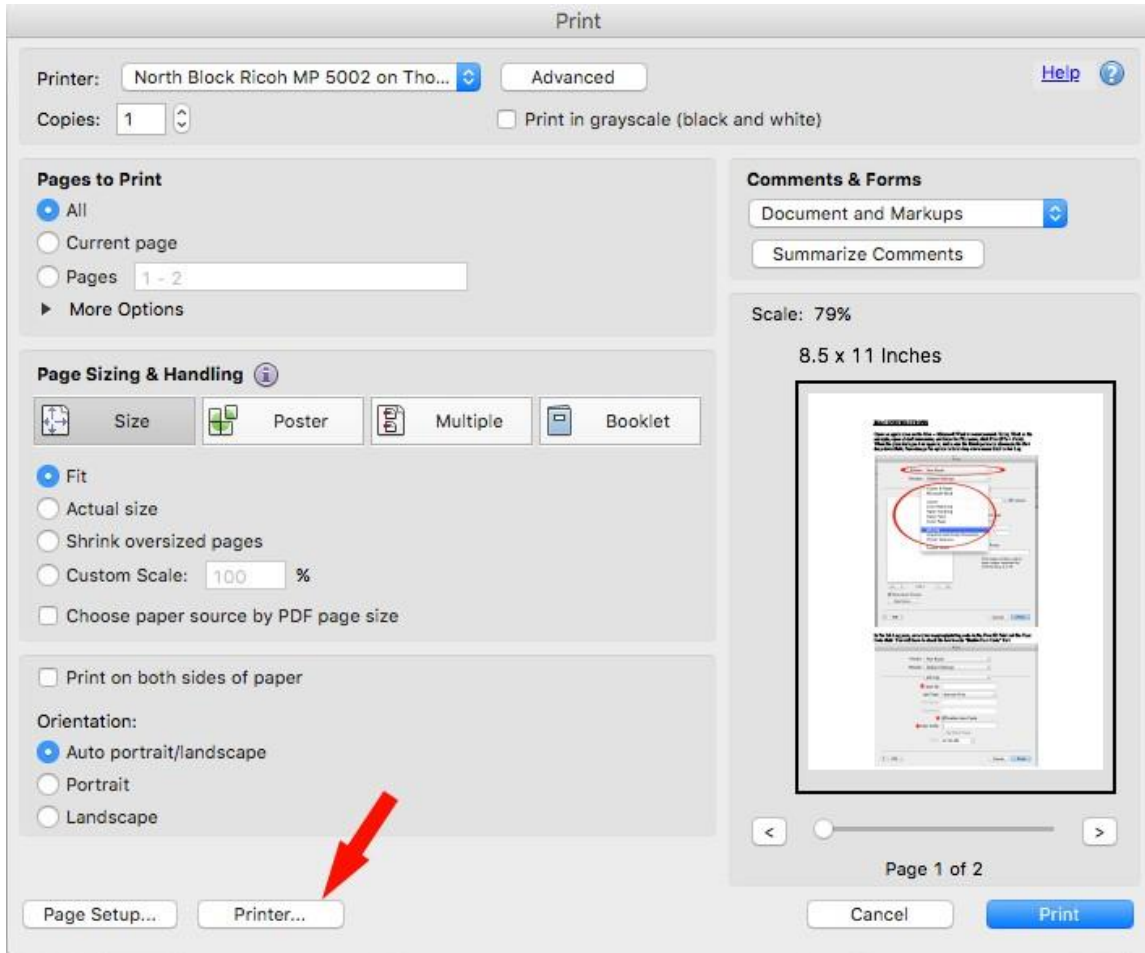 Print
Printer: North Block Ricoh MP 5002 on Tho... Advanced Help ?
Copies: 1 Print in grayscale (black and white)
Pages to Print
All
Current page
Pages 1 - 2
More Options
Comments & Forms
Document and Markups
Summarize Comments
Page Sizing & Handling i
Size Poster Multiple Booklet
Fit
Actual size
Shrink oversized pages
Custom Scale: 100 %
Choose paper source by PDF page size
Print on both sides of paper
Orientation:
Auto portrait/landscape
Portrait
Landscape
Scale: 79%
8.5 x 11 Inches
< >
Page 1 of 2
Page Setup... Printer... Cancel Print